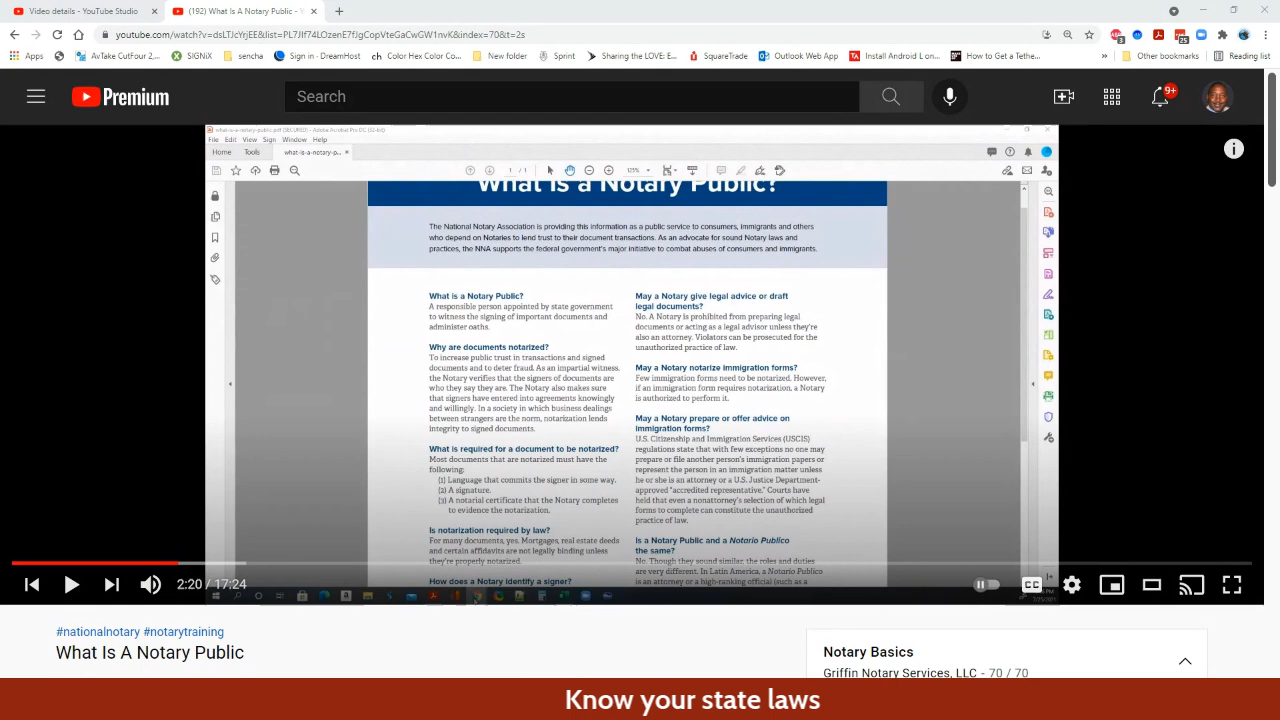 Video details - YouTube Studio
(192) What Is A Notary Public -
youtube.com/watch?v=dsLTJcYrjEE&list=PL7JIf74LOzenE7fJgCopVteGaCwGW1nvK&index=70&t=2s
Apps
AvTake CutFour 2,...
SIGNiX
sencha
Sign in - DreamHost
Color Hex Color Co...
New folder
Sprint
Sharing the LOVE: E...
SquareTrade
Outlook Web App
Install Android L on...
How to Get a Tethe...
Other bookmarks
Reading list
Premium
Search
9+
what-is-a-notary-public.pdf [SECURED] - Adobe Acrobat Pro DC (32-bit)
File Edit View Sign Window Help
Home Tools what-is-a-notary-p...
1 / 1 125%
What is a Notary Public?
The National Notary Association is providing this information as a public service to consumers, immigrants and others
who depend on Notaries to lend trust to their document transactions. As an advocate for sound Notary laws and
practices, the NNA supports the federal government's major initiative to combat abuses of consumers and immigrants.
What is a Notary Public?
A responsible person appointed by state government
to witness the signing of important documents and
administer oaths.
Why are documents notarized?
To increase public trust in transactions and signed
documents and to deter fraud. As an impartial witness,
the Notary verifies that the signers of documents are
who they say they are. The Notary also makes sure
that signers have entered into agreements knowingly
and willingly. In a society in which business dealings
between strangers are the norm, notarization lends
integrity to signed documents.
What is required for a document to be notarized?
Most documents that are notarized must have the
following:
(1) Language that commits the signer in some way.
(2) A signature.
(3) A notarial certificate that the Notary completes
to evidence the notarization.
Is notarization required by law?
For many documents, yes. Mortgages, real estate deeds
and certain affidavits are not legally binding unless
they're properly notarized.
How does a Notary identify a signer?
May a Notary give legal advice or draft
legal documents?
No. A Notary is prohibited from preparing legal
documents or acting as a legal advisor unless they're
also an attorney. Violators can be prosecuted for the
unauthorized practice of law.
May a Notary notarize immigration forms?
Few immigration forms need to be notarized. However,
if an immigration form requires notarization, a Notary
is authorized to perform it.
May a Notary prepare or offer advice on
immigration forms?
U.S. Citizenship and Immigration Services (USCIS)
regulations state that with few exceptions no one may
prepare or file another person's immigration papers or
represent the person in an immigration matter unless
he or she is an attorney or a U.S. Justice Department-
approved "accredited representative." Courts have
held that even a nonattorney's selection of which legal
forms to complete can constitute the unauthorized
practice of law.
Is a Notary Public and a Notario Publico
the same?
No. Though they sound similar, the roles and duties
are very different. In Latin America, a Notario Publico
is an attorney or a high-ranking official (such as a
2:20 / 17:24
CC
#nationalnotary #notarytraining
What Is A Notary Public
Notary Basics
Griffin Notary Services, LLC - 70 / 70
Know your state laws